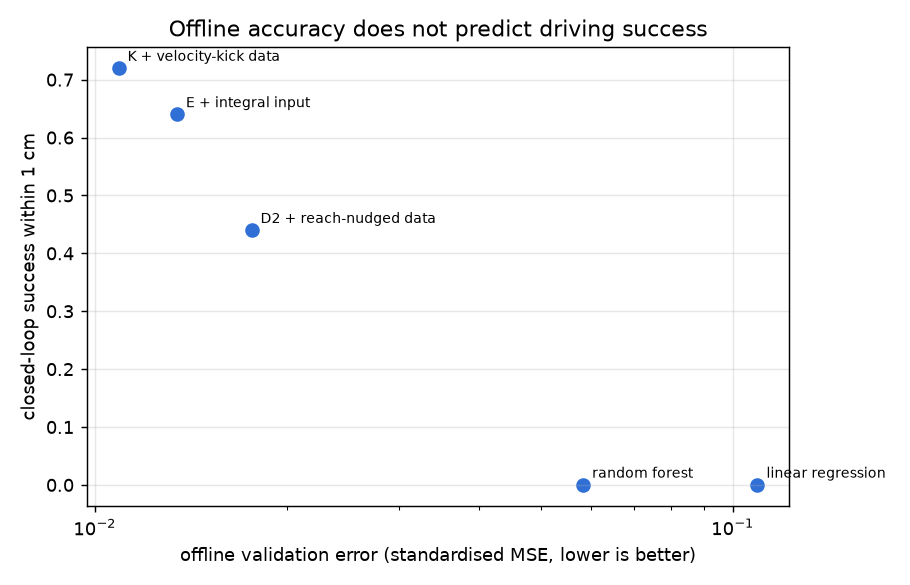 Offline accuracy does not predict driving success
K + velocity-kick data
0.7
E + integral input
0.6
0.5
D2 + reach-nudged data
0.4
0.3
0.2
0.1
random forest
linear regression
0.0
closed-loop success within 1 cm
10⁻²
10⁻¹
offline validation error (standardised MSE, lower is better)